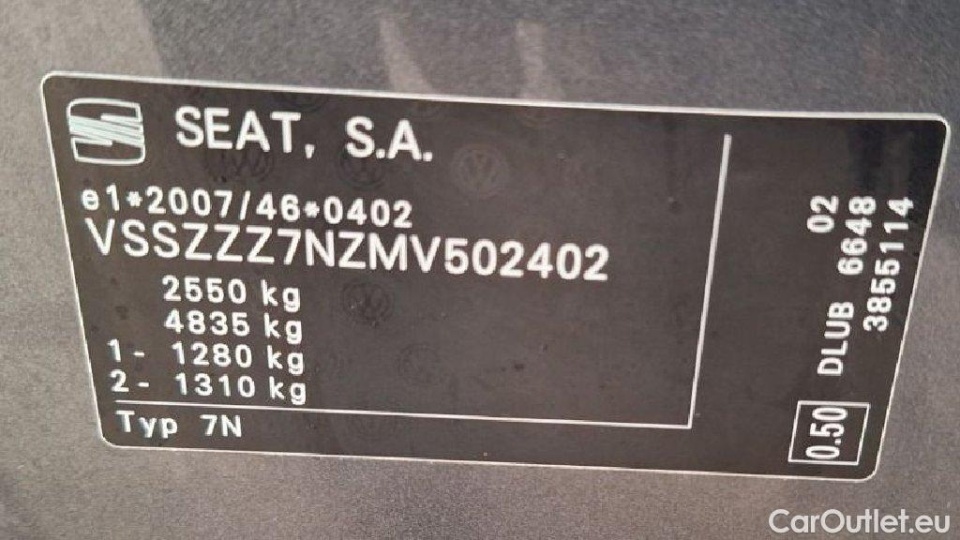 SEAT, S.A.
e1*2007/46*0402
VSSZZZ7NZMV502402
2550 kg
4835 kg
1- 1280 kg
2- 1310 kg
Typ 7N
02
DLUB 6648
3855114
0.50
CarOutlet.eu